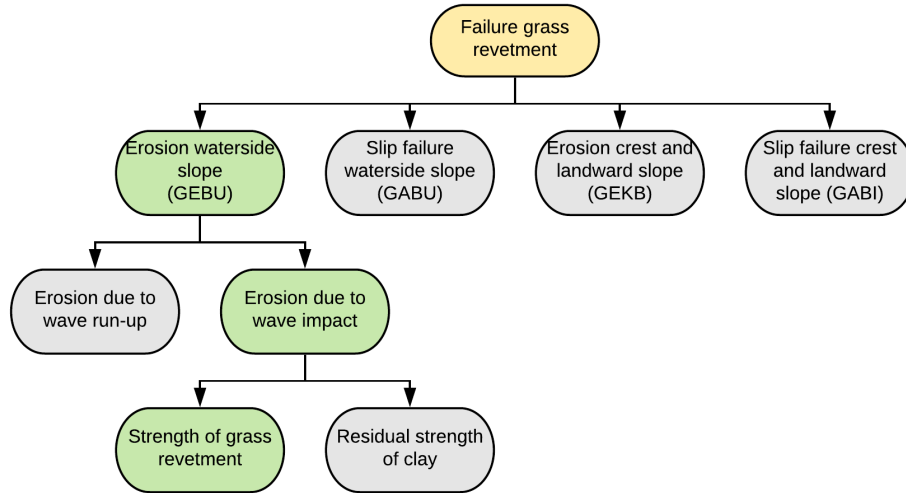 Failure grass
revetment
Erosion waterside
slope
(GEBU)
Slip failure
waterside slope
(GABU)
Erosion crest and
landward slope
(GEKB)
Slip failure crest
and landward
slope (GABI)
Erosion due to
wave run-up
Erosion due to
wave impact
Strength of grass
revetment
Residual strength
of clay